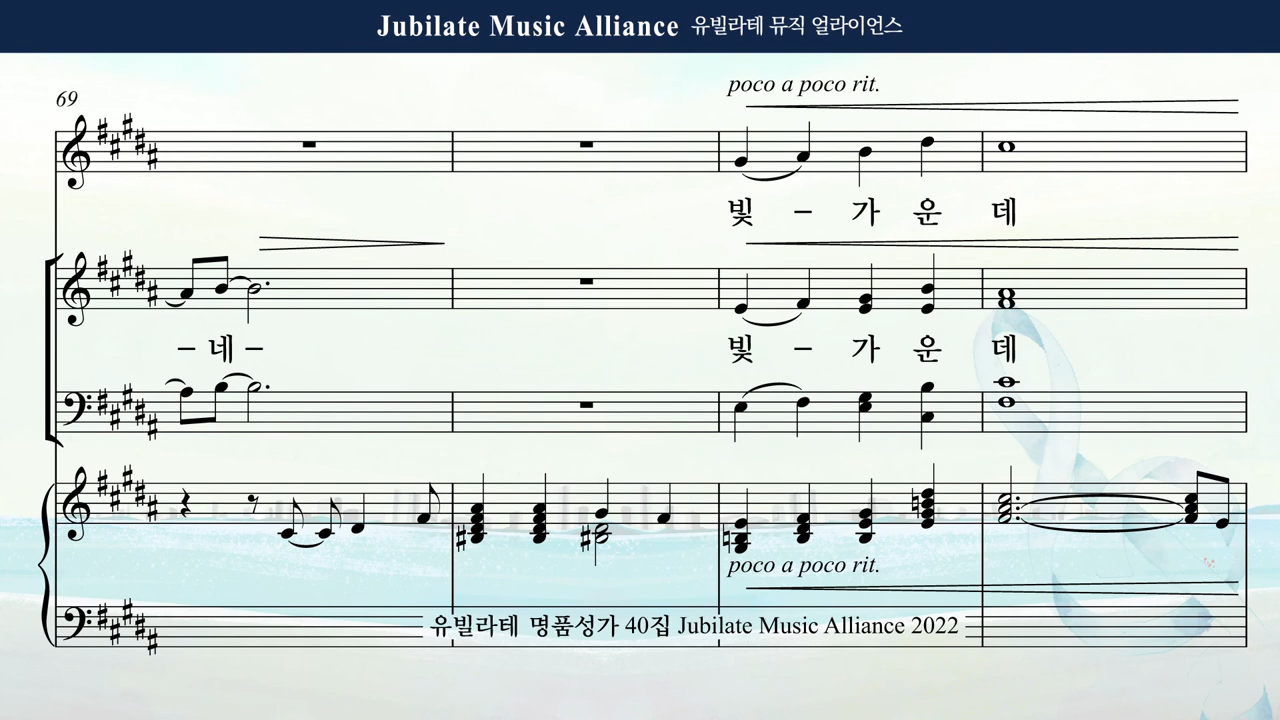 Jubilate Music Alliance 유빌라테 뮤직 얼라이언스
69
poco a poco rit.
빛 – 가 운 데
– 네 –
빛 – 가 운 데
poco a poco rit.
유빌라테 명품성가 40집 Jubilate Music Alliance 2022